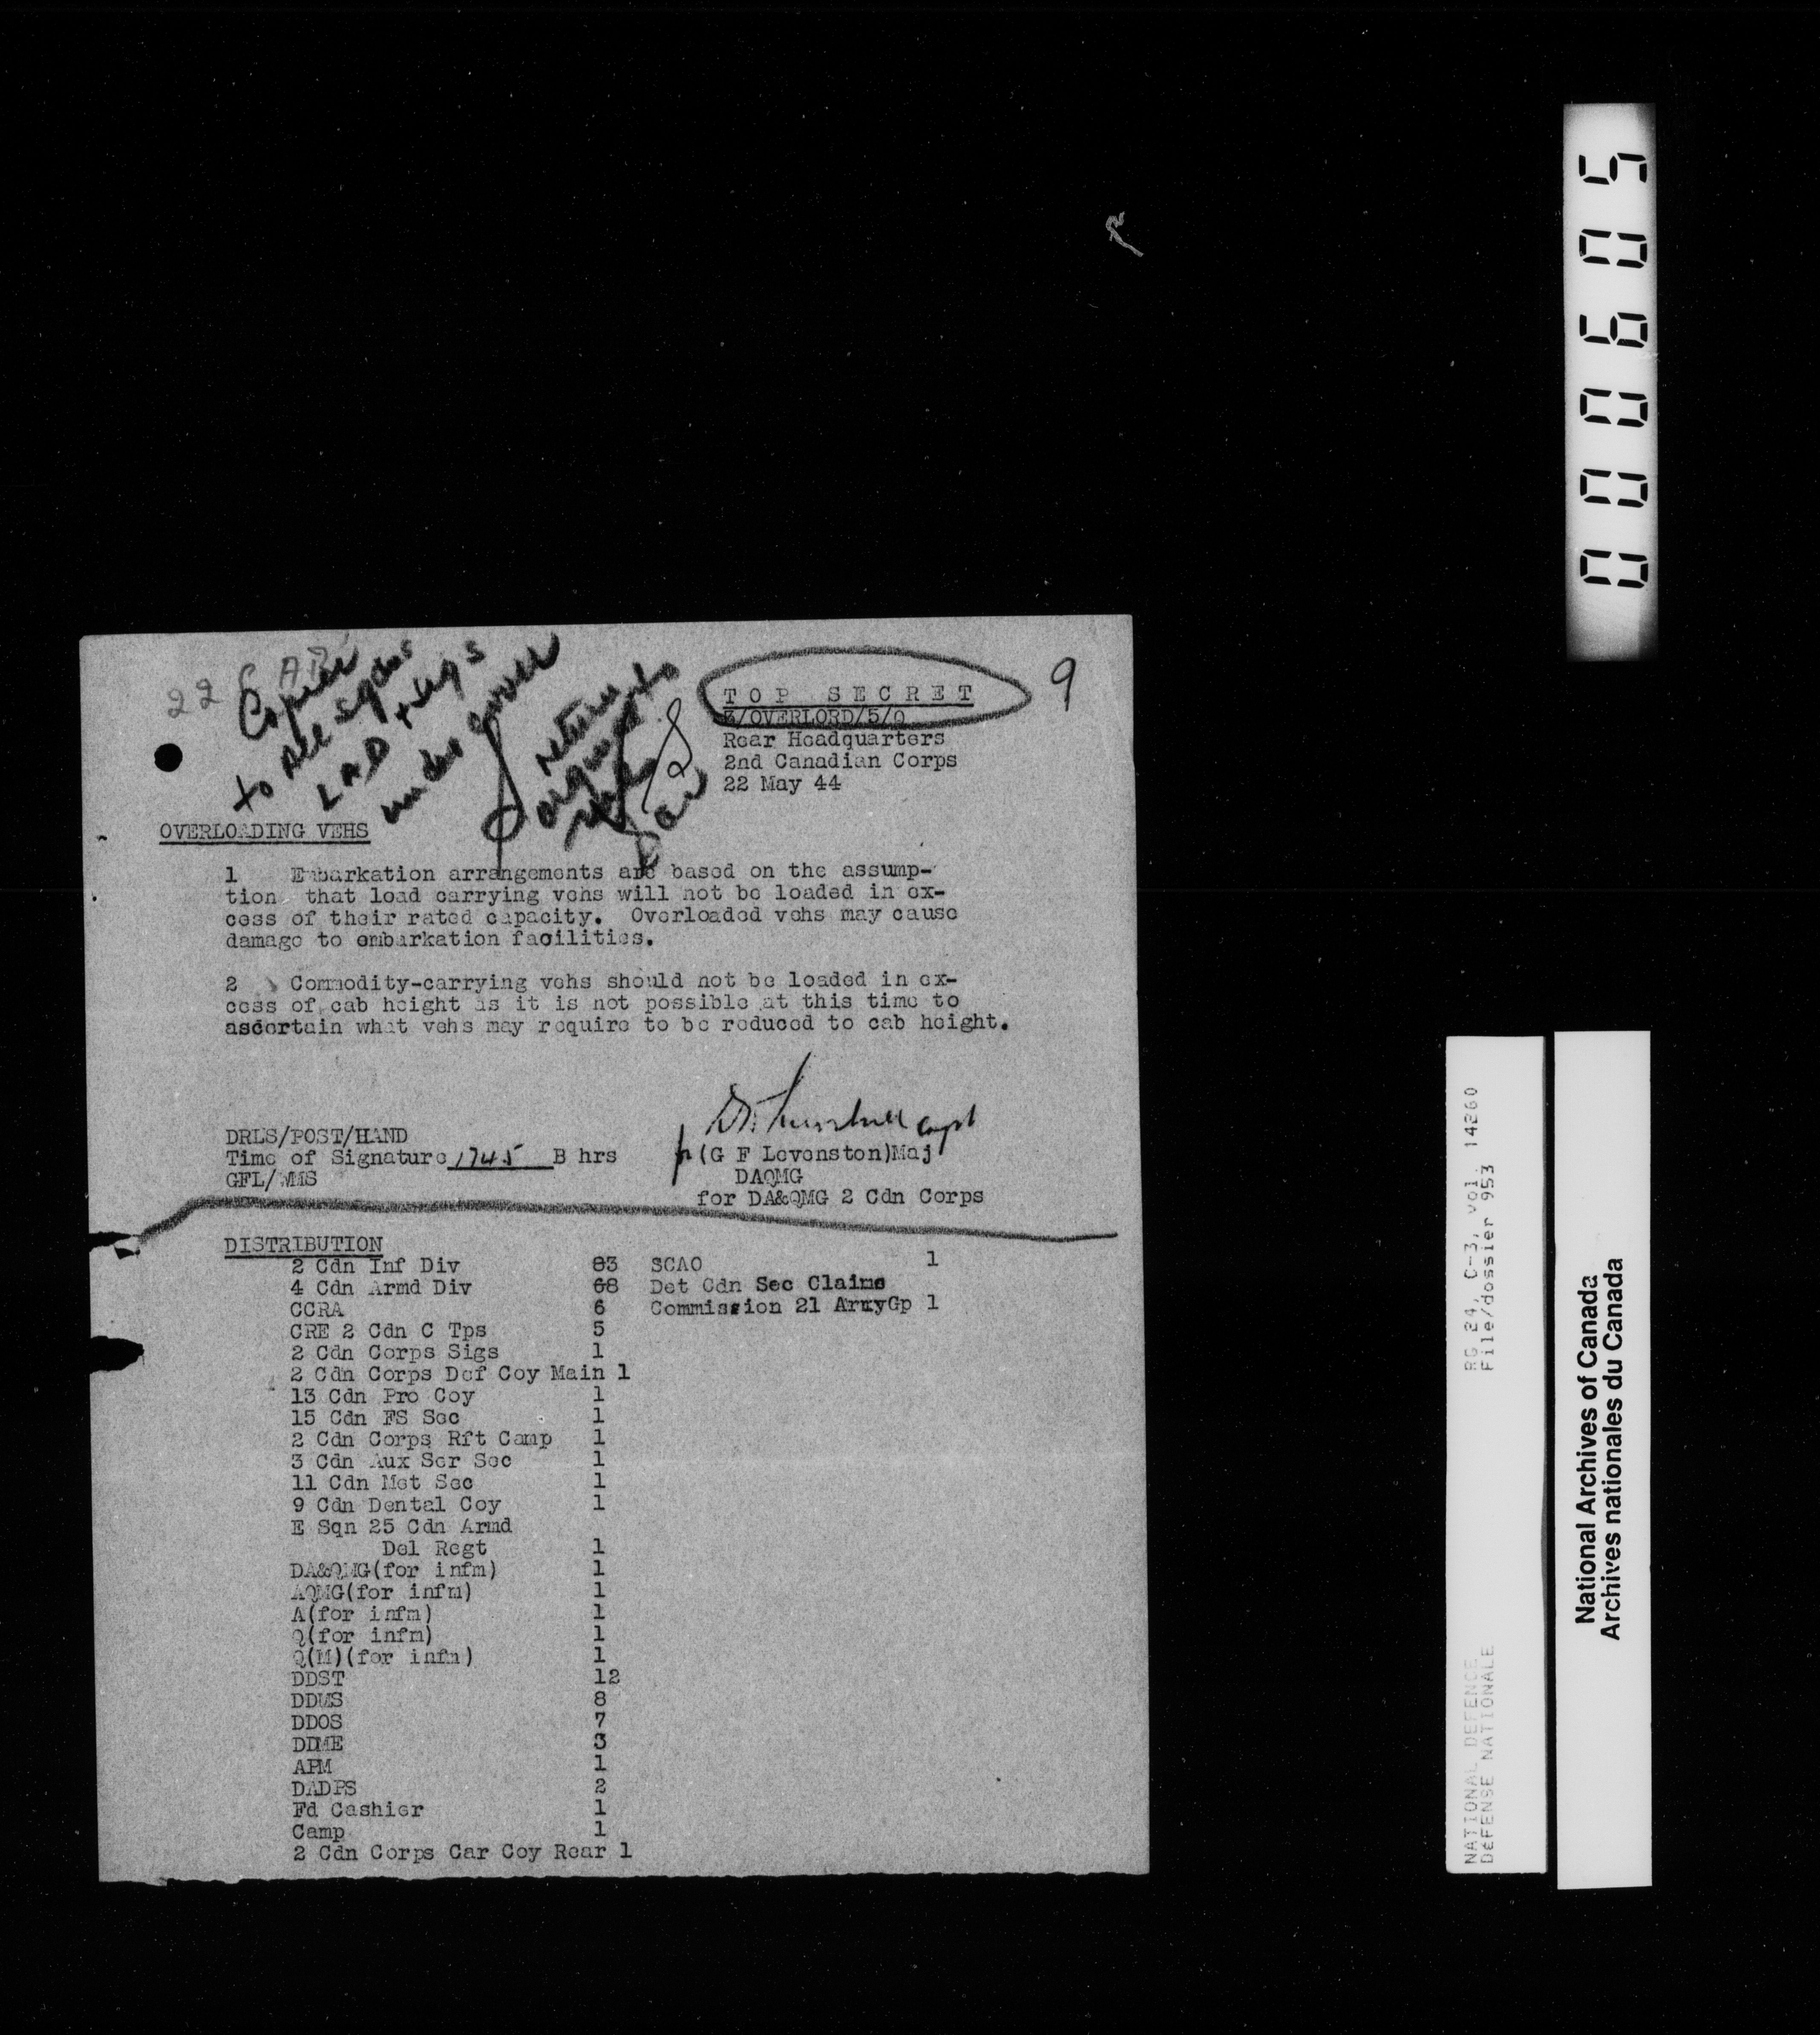 000605
22 CAR
Copies
to all sqdns
LAD + sigs
under
return
9
TOP SECRET
3/OVERLORD/5/Q
Rear Headquarters
2nd Canadian Corps
22 May 44
OVERLOADING VEHS
1 Embarkation arrangements are based on the assump-
tion that load carrying vehs will not be loaded in ex-
cess of their rated capacity. Overloaded vehs may cause
damage to embarkation facilities.
2 Commodity-carrying vehs should not be loaded in ex-
cess of cab height as it is not possible at this time to
ascertain what vehs may require to be reduced to cab height.
Capt
DRLS/POST/HAND
Time of Signature 1745 B hrs
GFL/WMS
(G F Levenston)Maj
DAQMG
for DA&QMG 2 Cdn Corps
DISTRIBUTION
2 Cdn Inf Div 83
4 Cdn Armd Div 68
CCRA 6
CRE 2 Cdn C Tps 5
2 Cdn Corps Sigs 1
2 Cdn Corps Def Coy Main 1
13 Cdn Pro Coy 1
15 Cdn FS Sec 1
2 Cdn Corps Rft Camp 1
3 Cdn Aux Ser Sec 1
11 Cdn Met Sec 1
9 Cdn Dental Coy 1
E Sqn 25 Cdn Armd
Del Regt 1
DA&QMG(for infm) 1
AQMG(for infm) 1
A(for infm) 1
Q(for infm) 1
Q(M)(for infm) 1
DDST 12
DDMS 8
DDOS 7
DDME 3
APM 1
DADPS 2
Fd Cashier 1
Camp 1
2 Cdn Corps Car Coy Rear 1
SCAO 1
Det Cdn Sec Claims
Commission 21 ArmyGp 1
NATIONAL DEFENCE RG 24, C-3, vol. 14260
DÉFENSE NATIONALE File/dossier 953
National Archives of Canada
Archives nationales du Canada